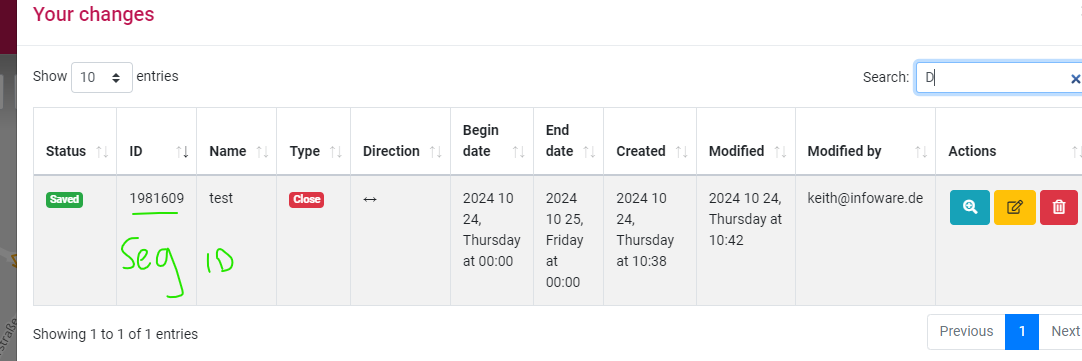 Your changes
Show 10 entries
Search: D
Status ID Name Type Direction Begin date End date Created Modified Modified by Actions
Saved 1981609 test Close ↔ 2024 10 24, Thursday at 00:00 2024 10 25, Friday at 00:00 2024 10 24, Thursday at 10:38 2024 10 24, Thursday at 10:42 keith@infoware.de
Seg ID
Showing 1 to 1 of 1 entries
Previous 1 Next